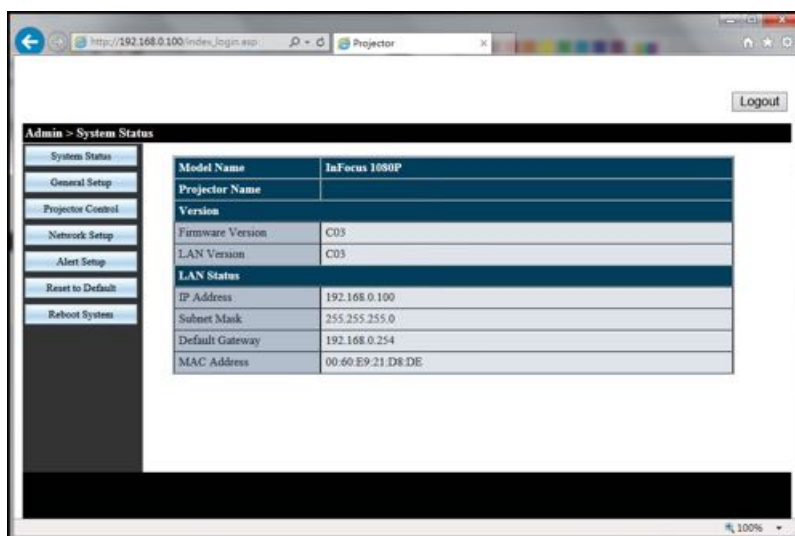 http://192.168.0.100/index_login.asp
Projector
Logout
Admin > System Status
System Status
General Setup
Projector Control
Network Setup
Alert Setup
Reset to Default
Reboot System
Model Name InFocus 1080P
Projector Name
Version
Firmware Version C03
LAN Version C03
LAN Status
IP Address 192.168.0.100
Subnet Mask 255.255.255.0
Default Gateway 192.168.0.254
MAC Address 00:60:E9:21:D8:DE
100%